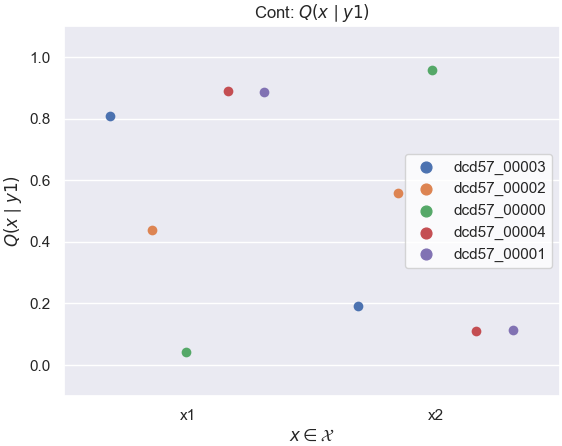 Cont: Q(x | y1)
Q(x | y1)
1.0
0.8
0.6
0.4
0.2
0.0
dcd57_00003
dcd57_00002
dcd57_00000
dcd57_00004
dcd57_00001
x1 x2
x ∈ 𝒳